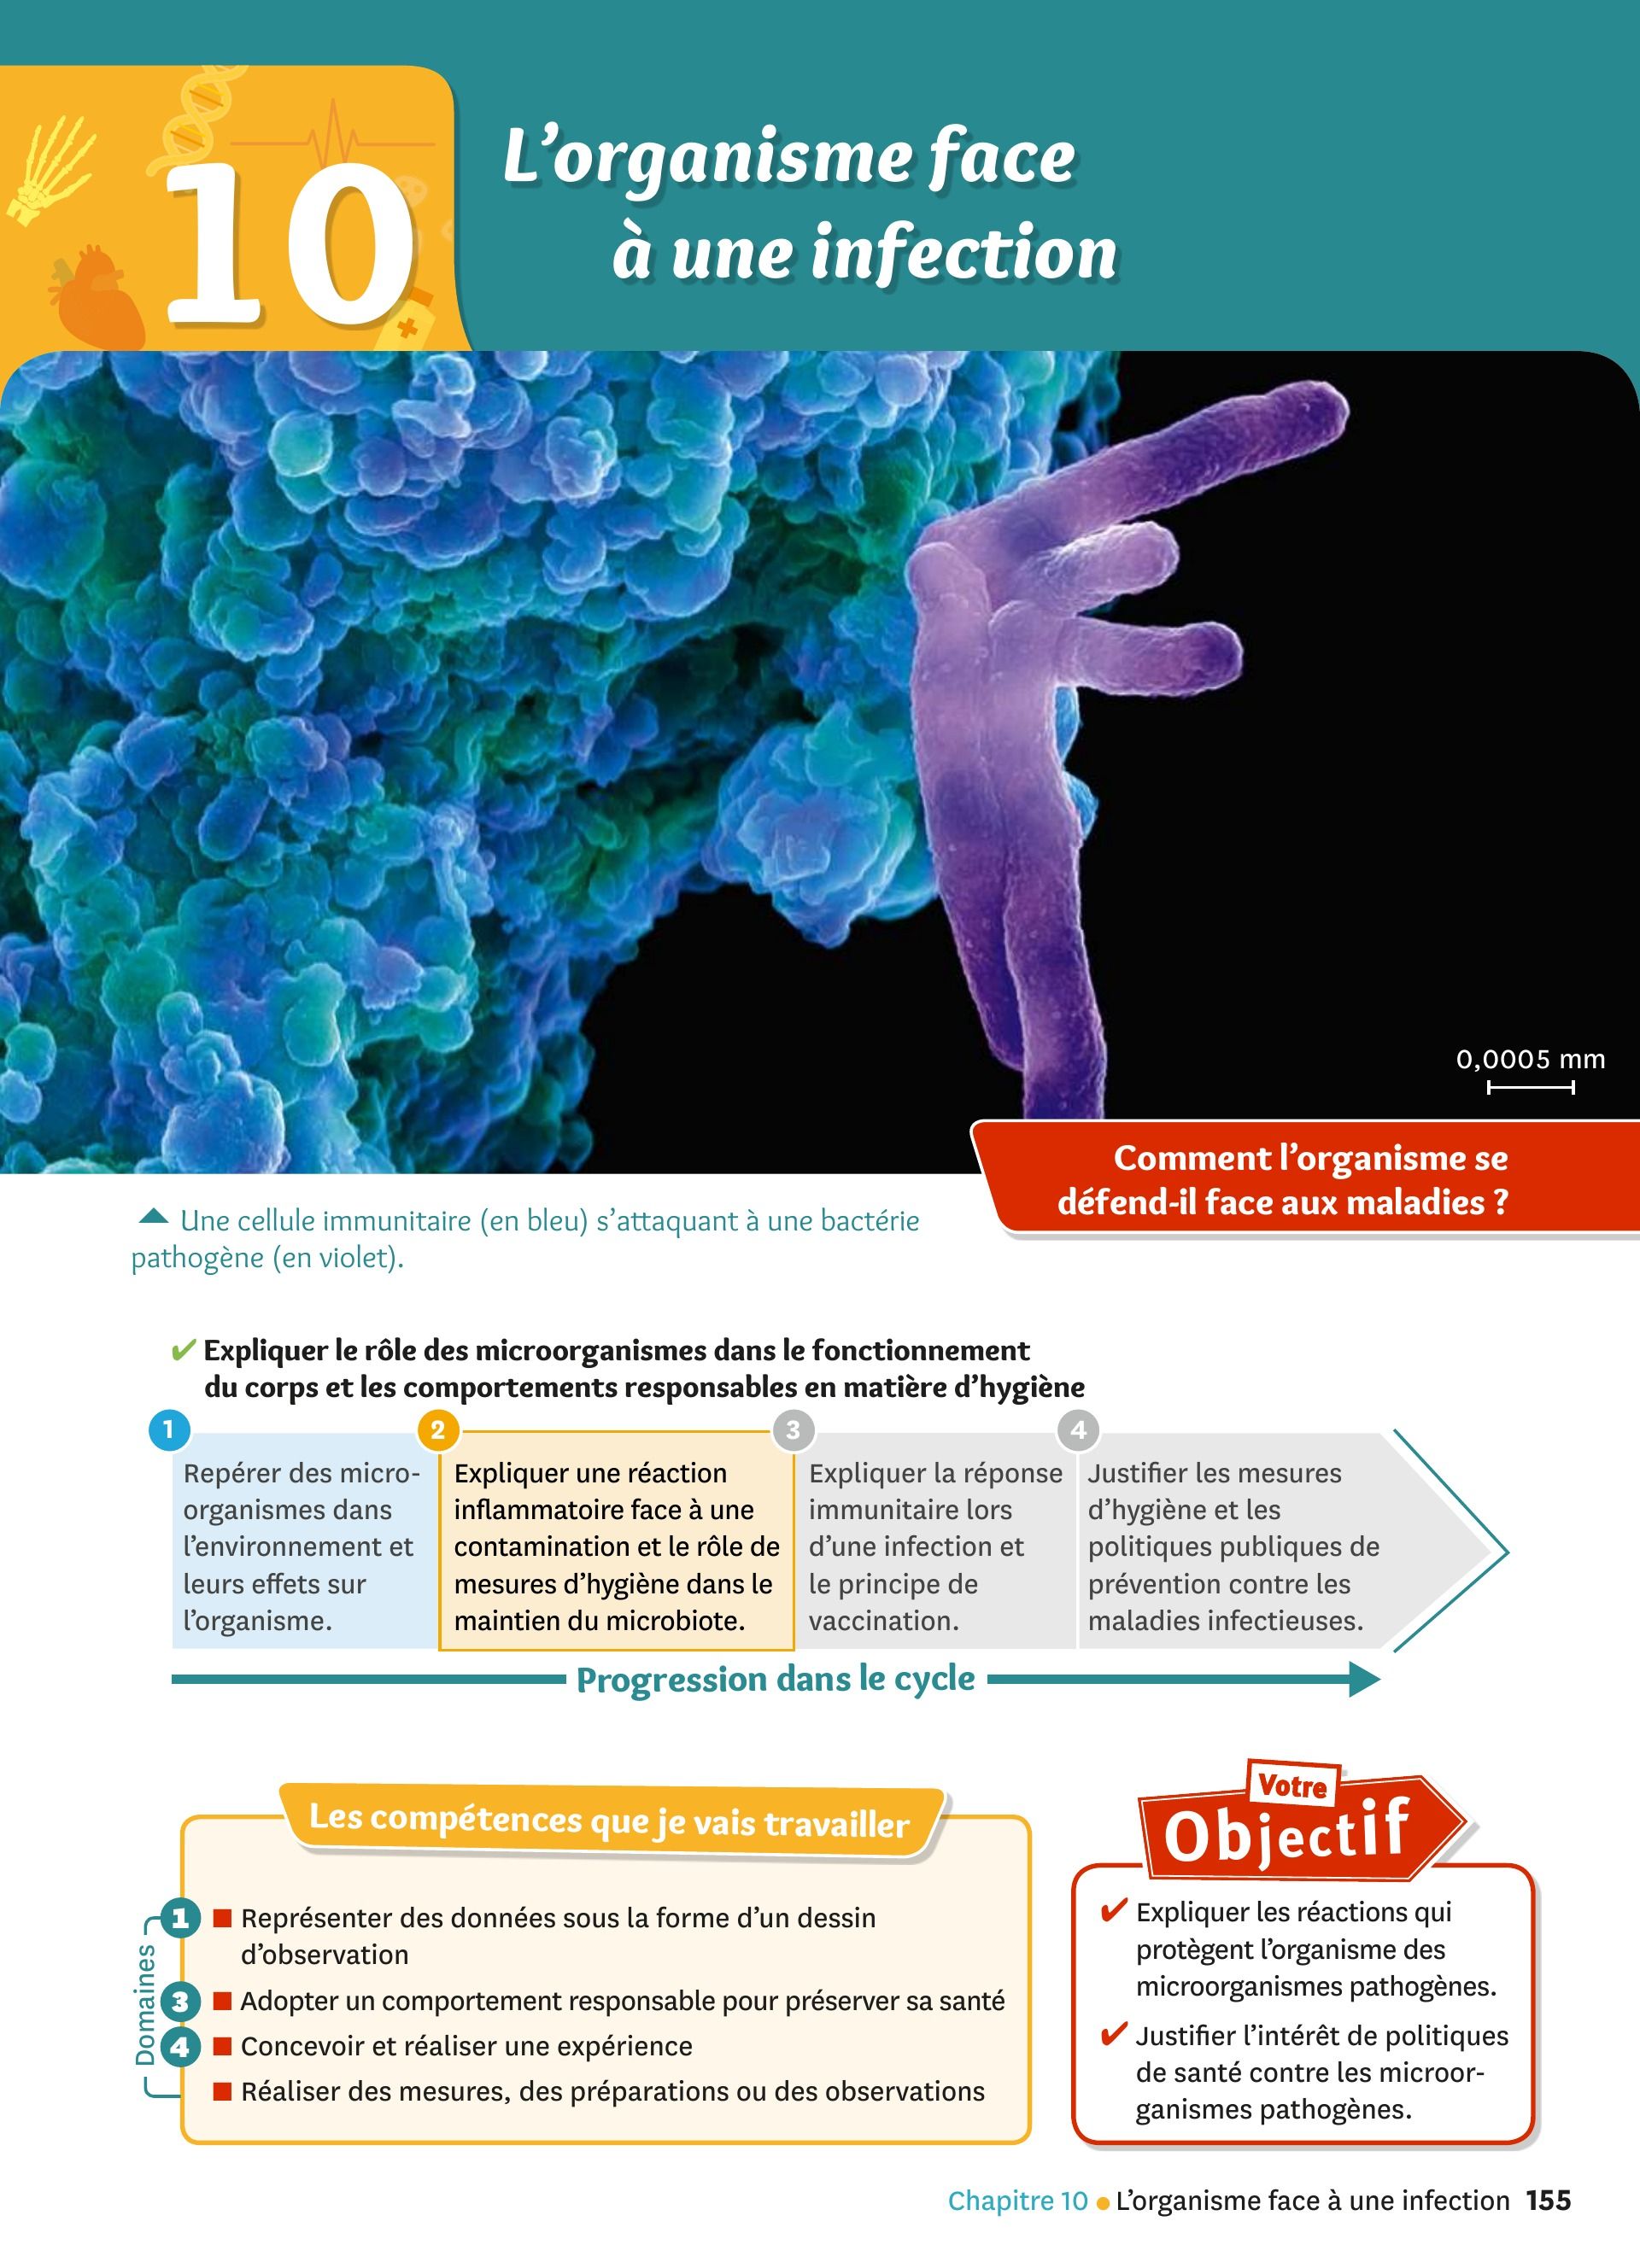 10
L’organisme face
à une infection
0,0005 mm
Comment l’organisme se
défend-il face aux maladies ?
Une cellule immunitaire (en bleu) s’attaquant à une bactérie
pathogène (en violet).
✔ Expliquer le rôle des microorganismes dans le fonctionnement
du corps et les comportements responsables en matière d’hygiène
1
Repérer des micro-
organismes dans
l’environnement et
leurs effets sur
l’organisme.
2
Expliquer une réaction
inflammatoire face à une
contamination et le rôle de
mesures d’hygiène dans le
maintien du microbiote.
3
Expliquer la réponse
immunitaire lors
d’une infection et
le principe de
vaccination.
4
Justifier les mesures
d’hygiène et les
politiques publiques de
prévention contre les
maladies infectieuses.
Progression dans le cycle
Les compétences que je vais travailler
Domaines
1 ■ Représenter des données sous la forme d’un dessin
d’observation
3 ■ Adopter un comportement responsable pour préserver sa santé
4 ■ Concevoir et réaliser une expérience
■ Réaliser des mesures, des préparations ou des observations
Votre
Objectif
✔ Expliquer les réactions qui
protègent l’organisme des
microorganismes pathogènes.
✔ Justifier l’intérêt de politiques
de santé contre les microor-
ganismes pathogènes.
Chapitre 10 • L’organisme face à une infection 155